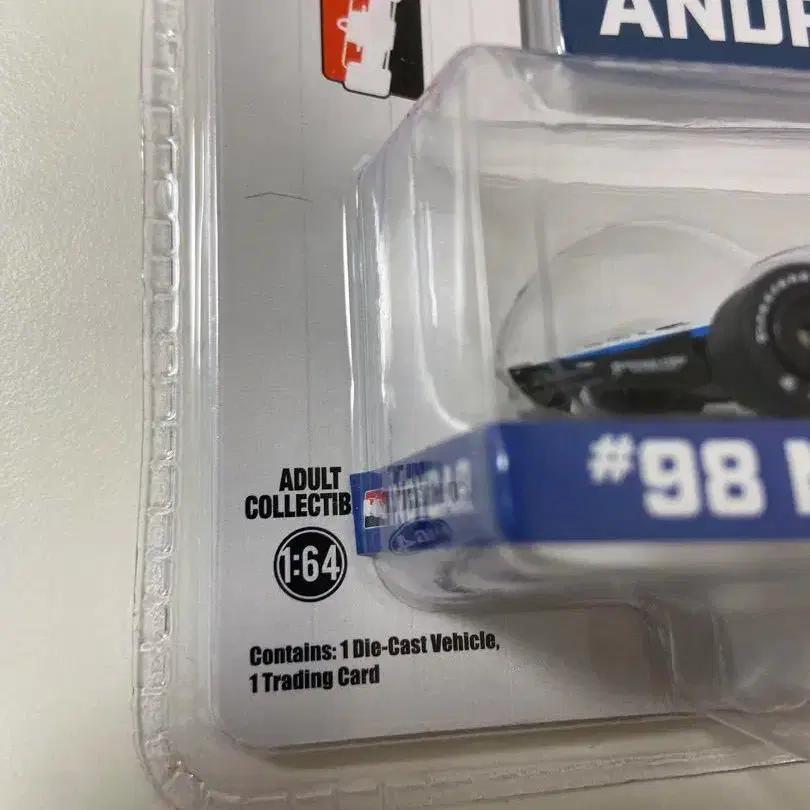 ANDR
#98
ADULT
COLLECTIB
1:64
Contains: 1 Die-Cast Vehicle,
1 Trading Card